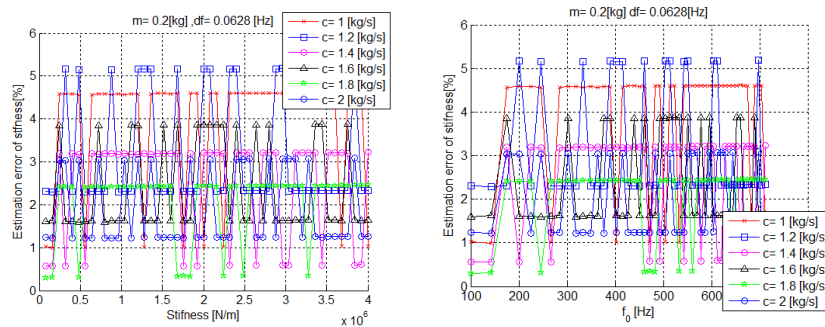 m= 0.2[kg] ,df= 0.0628 [Hz]
c= 1 [kg/s]
c= 1.2 [kg/s]
c= 1.4 [kg/s]
c= 1.6 [kg/s]
c= 1.8 [kg/s]
c= 2 [kg/s]
Estimation error of stifness[%]
6
5
4
3
2
1
0
0 0.5 1 1.5 2 2.5 3 3.5 4
x 10^6
Stifness [N/m]
m= 0.2[kg] df= 0.0628 [Hz]
Estimation error of stifness[%]
6
5
4
3
2
1
0
100 200 300 400 500 600
f_0 [Hz]
c= 1 [kg/s]
c= 1.2 [kg/s]
c= 1.4 [kg/s]
c= 1.6 [kg/s]
c= 1.8 [kg/s]
c= 2 [kg/s]